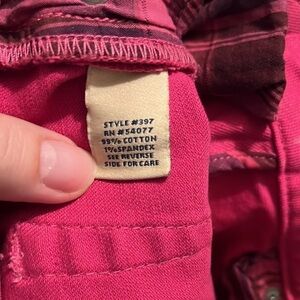 STYLE #397
RN #54077
99% COTTON
1% SPANDEX
SEE REVERSE
SIDE FOR CARE